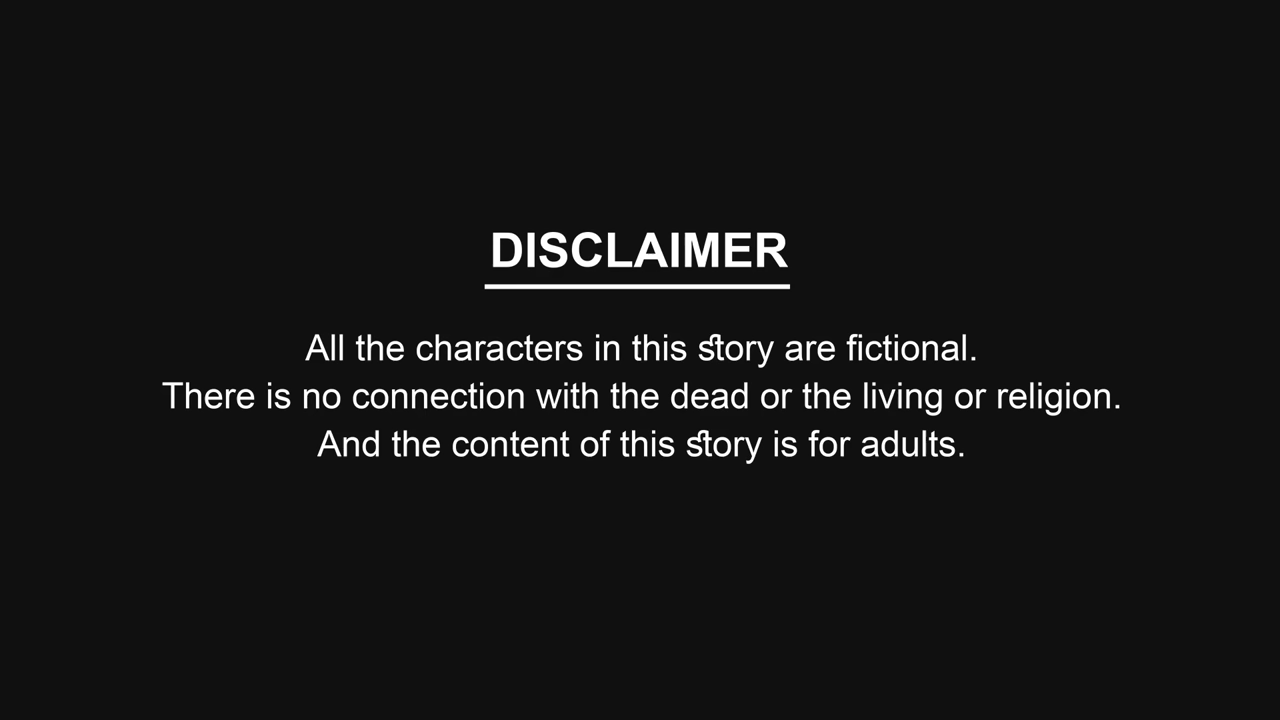 DISCLAIMER
All the characters in this story are fictional.
There is no connection with the dead or the living or religion.
And the content of this story is for adults.